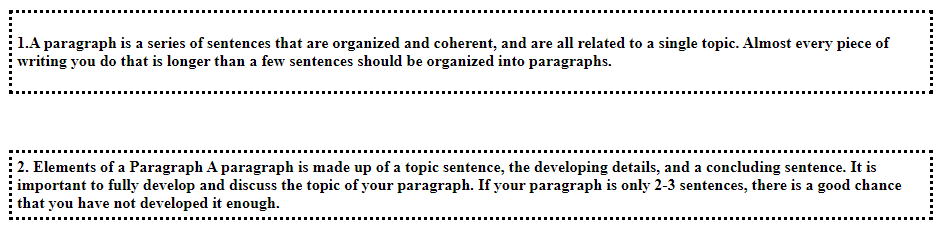 1.A paragraph is a series of sentences that are organized and coherent, and are all related to a single topic. Almost every piece of
writing you do that is longer than a few sentences should be organized into paragraphs.
2. Elements of a Paragraph A paragraph is made up of a topic sentence, the developing details, and a concluding sentence. It is
important to fully develop and discuss the topic of your paragraph. If your paragraph is only 2-3 sentences, there is a good chance
that you have not developed it enough.